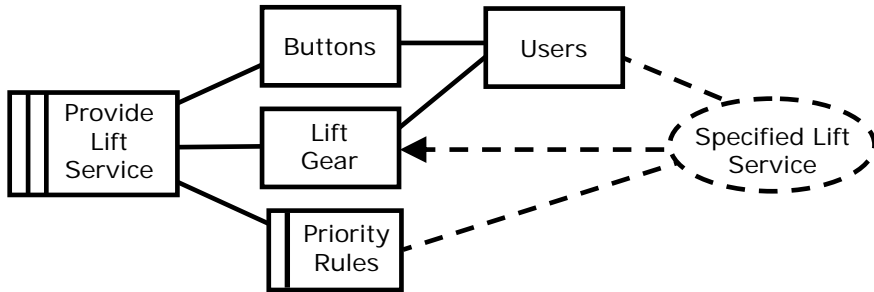 Buttons
Users
Provide
Lift
Service
Lift
Gear
Specified Lift
Service
Priority
Rules